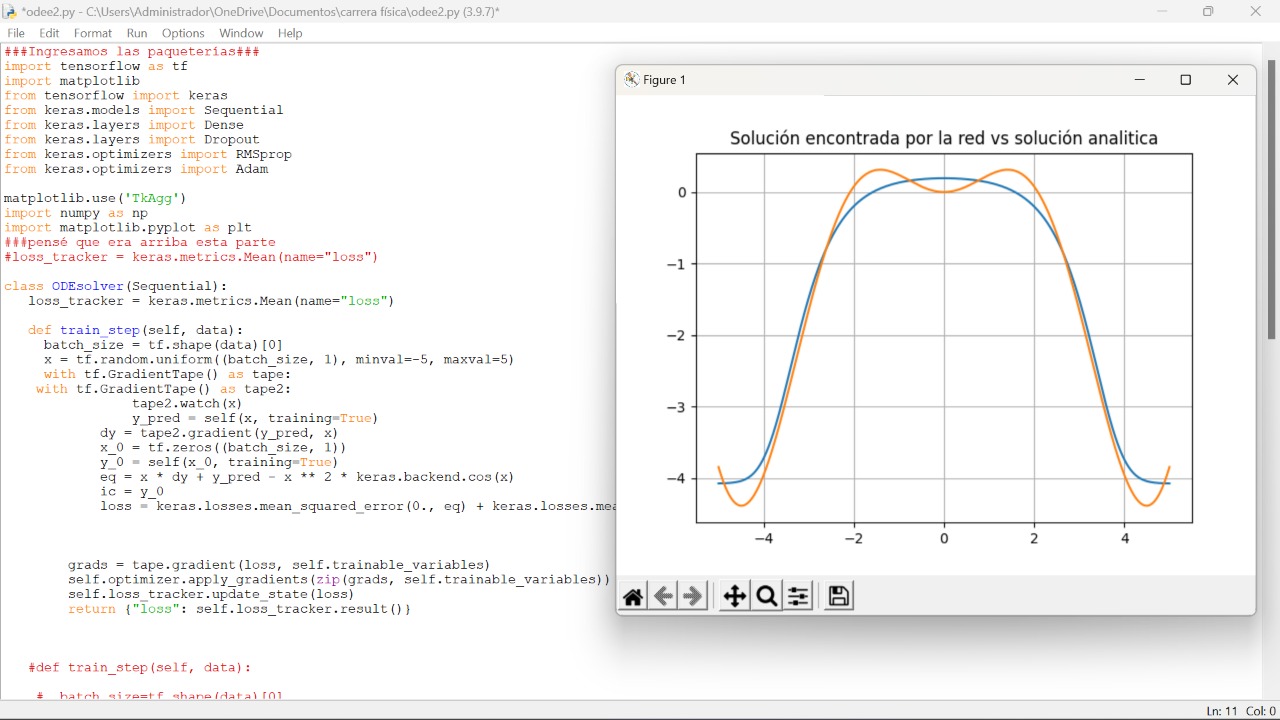 *odee2.py - C:\Users\Administrador\OneDrive\Documentos\carrera física\odee2.py (3.9.7)*
File Edit Format Run Options Window Help
###Ingresamos las paqueterías###
import tensorflow as tf
import matplotlib
from tensorflow import keras
from keras.models import Sequential
from keras.layers import Dense
from keras.layers import Dropout
from keras.optimizers import RMSprop
from keras.optimizers import Adam
matplotlib.use('TkAgg')
import numpy as np
import matplotlib.pyplot as plt
###pensé que era arriba esta parte
#loss_tracker = keras.metrics.Mean(name="loss")
class ODEsolver(Sequential):
loss_tracker = keras.metrics.Mean(name="loss")
def train_step(self, data):
batch_size = tf.shape(data)[0]
x = tf.random.uniform((batch_size, 1), minval=-5, maxval=5)
with tf.GradientTape() as tape:
with tf.GradientTape() as tape2:
tape2.watch(x)
y_pred = self(x, training=True)
dy = tape2.gradient(y_pred, x)
x_0 = tf.zeros((batch_size, 1))
y_0 = self(x_0, training=True)
eq = x * dy + y_pred - x ** 2 * keras.backend.cos(x)
ic = y_0
loss = keras.losses.mean_squared_error(0., eq) + keras.losses.mea
grads = tape.gradient(loss, self.trainable_variables)
self.optimizer.apply_gradients(zip(grads, self.trainable_variables))
self.loss_tracker.update_state(loss)
return {"loss": self.loss_tracker.result()}
#def train_step(self, data):
# batch_size=tf.shape(data)[0]
Figure 1
Solución encontrada por la red vs solución analitica
0
−1
−2
−3
−4
−4 −2 0 2 4
Ln: 11 Col: 0